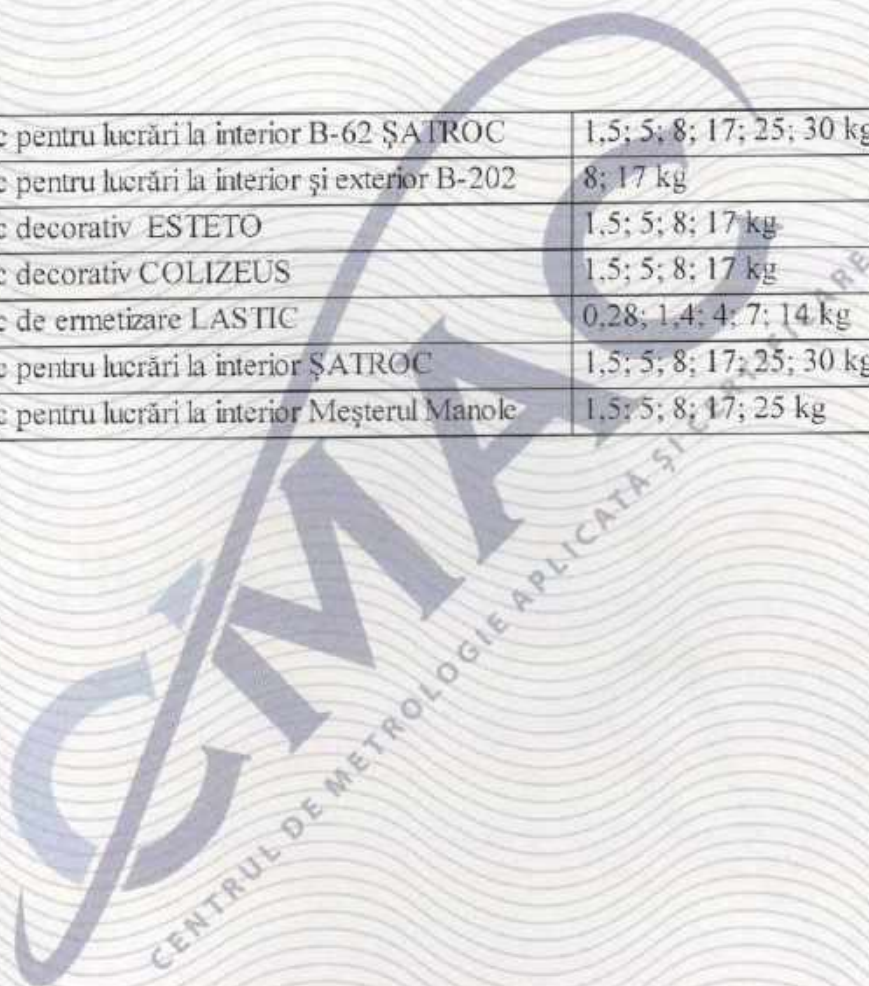 c pentru lucrări la interior B-62 ŞATROC 1,5; 5; 8; 17; 25; 30 kg
c pentru lucrări la interior şi exterior B-202 8; 17 kg
c decorativ ESTETO 1,5; 5; 8; 17 kg
c decorativ COLIZEUS 1,5; 5; 8; 17 kg
c de ermetizare LASTIC 0,28; 1,4; 4; 7; 14 kg
c pentru lucrări la interior ŞATROC 1,5; 5; 8; 17; 25; 30 kg
c pentru lucrări la interior Meşterul Manole 1,5; 5; 8; 17; 25 kg
CMAC
CENTRUL DE METROLOGIE APLICATĂ ŞI CERTIFICARE